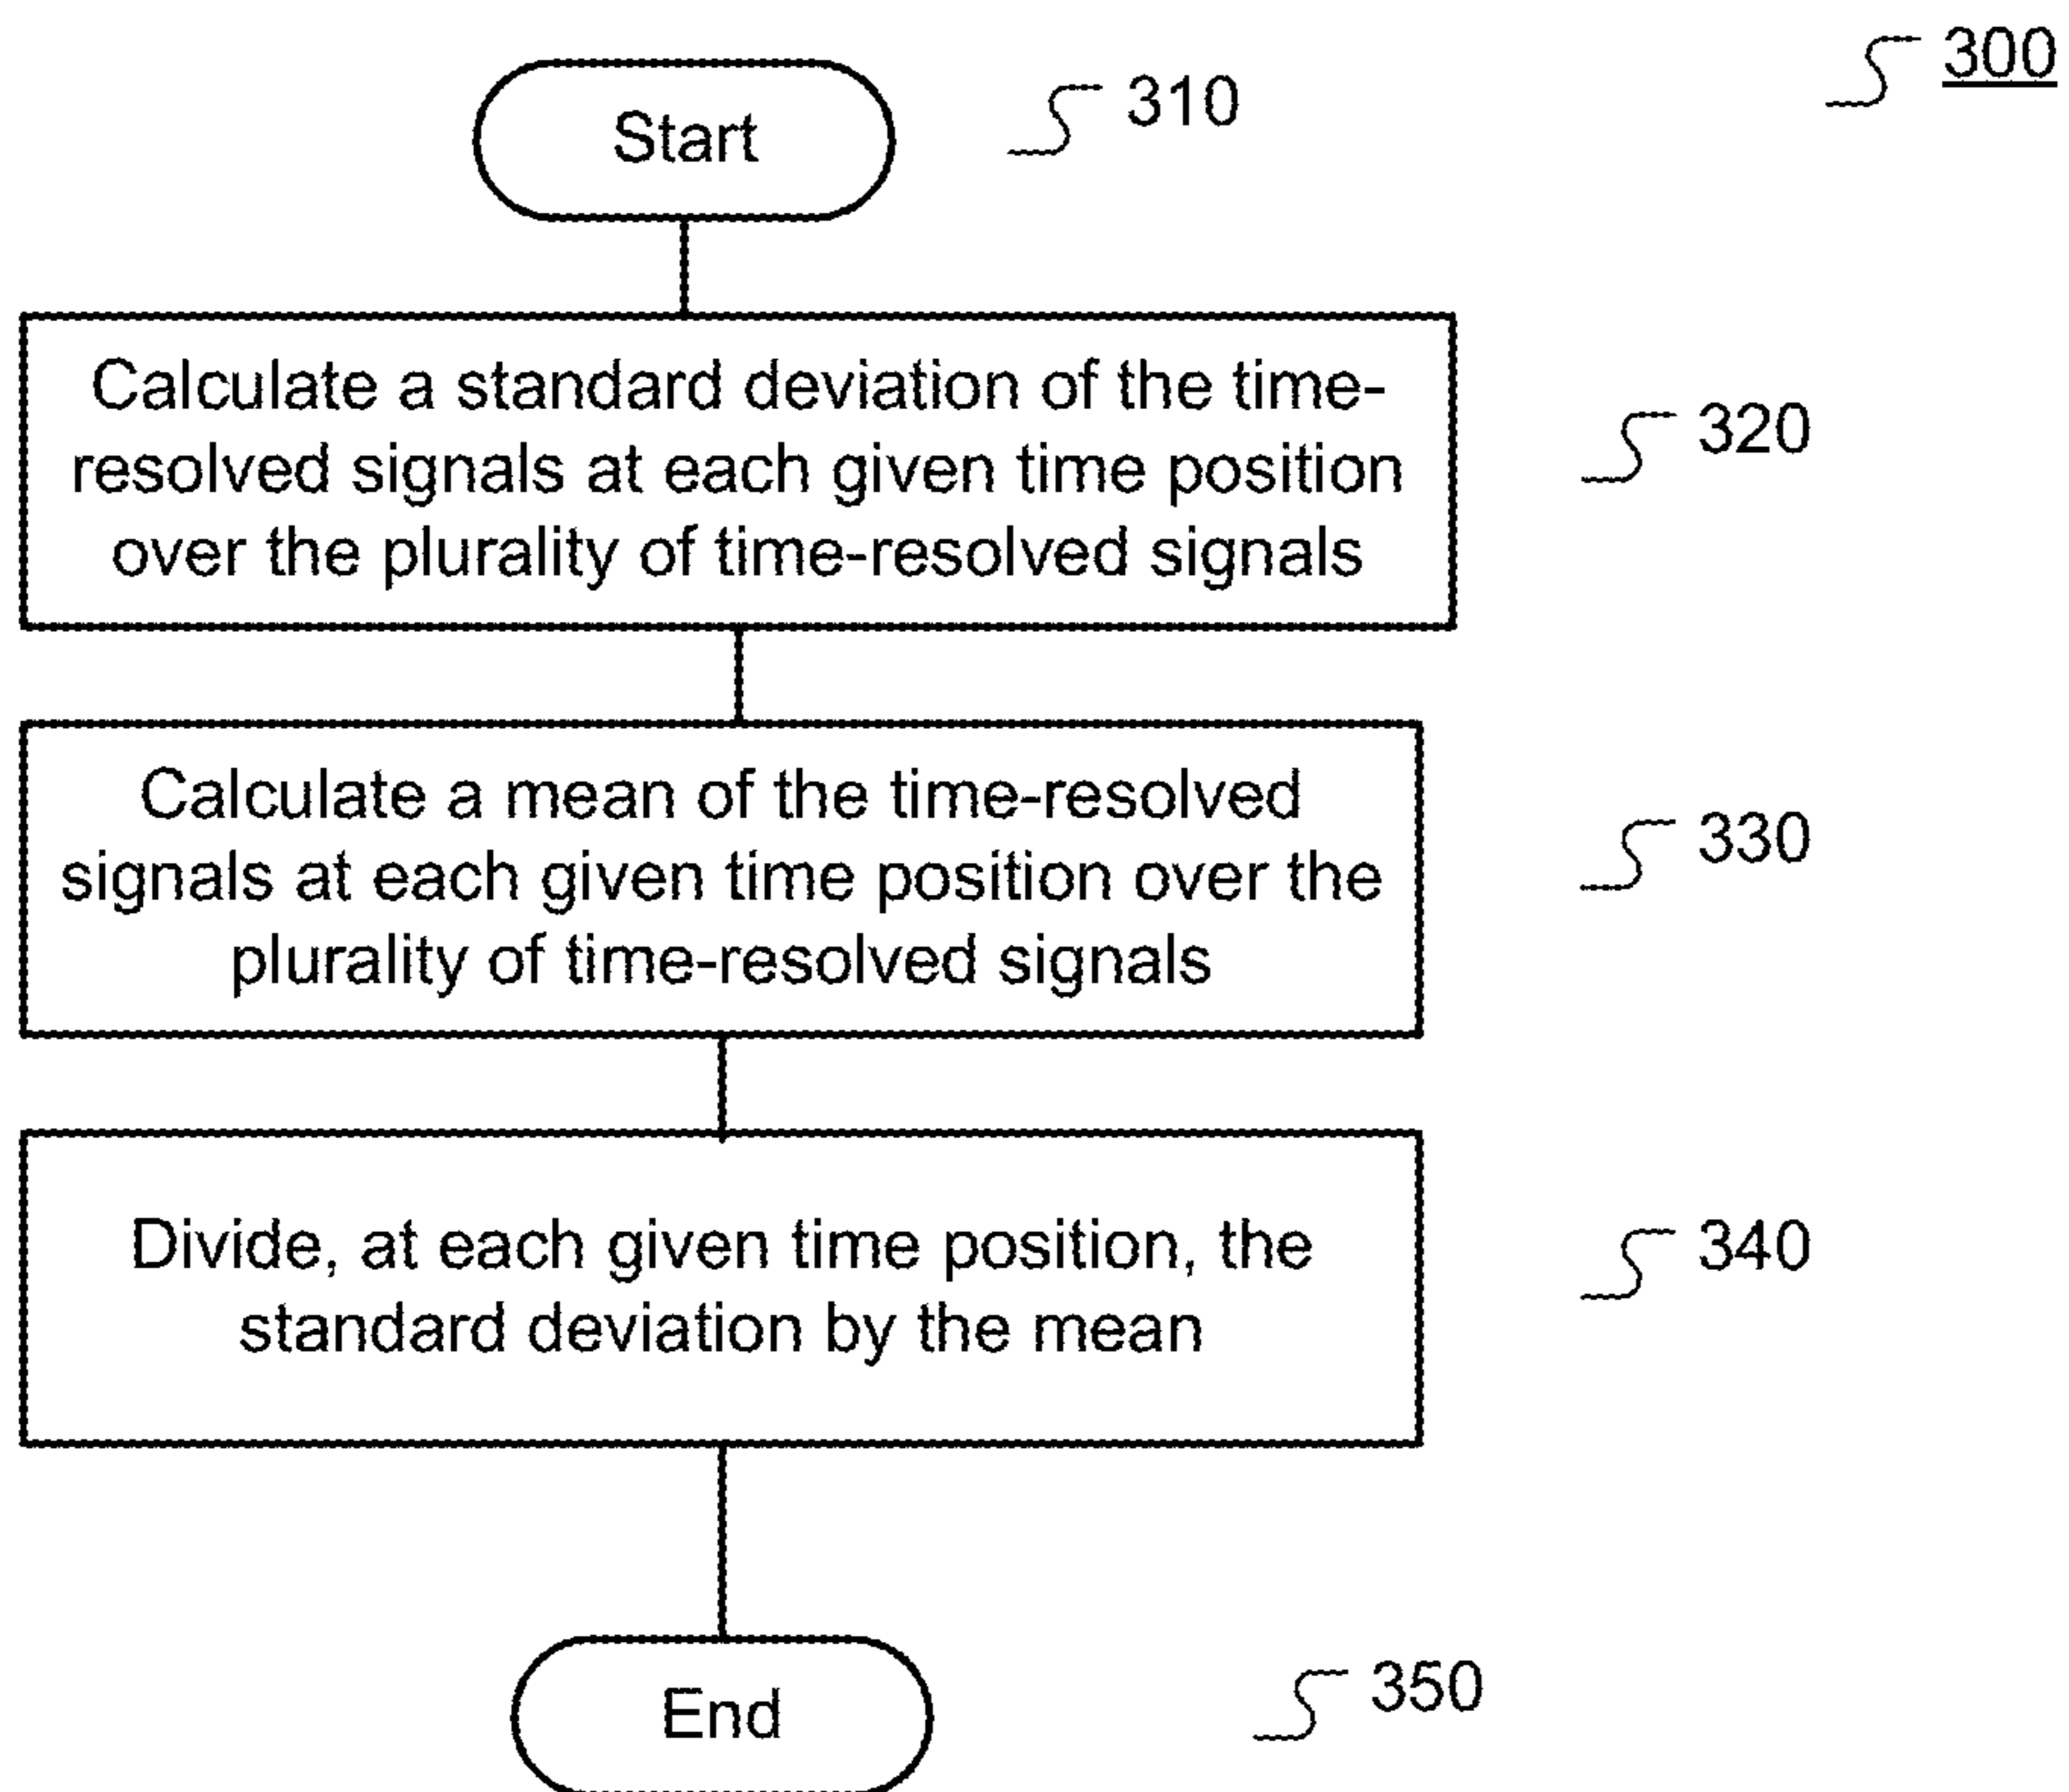 300
Start
310
Calculate a standard deviation of the time-
resolved signals at each given time position
over the plurality of time-resolved signals
320
Calculate a mean of the time-resolved
signals at each given time position over the
plurality of time-resolved signals
330
Divide, at each given time position, the
standard deviation by the mean
340
End
350